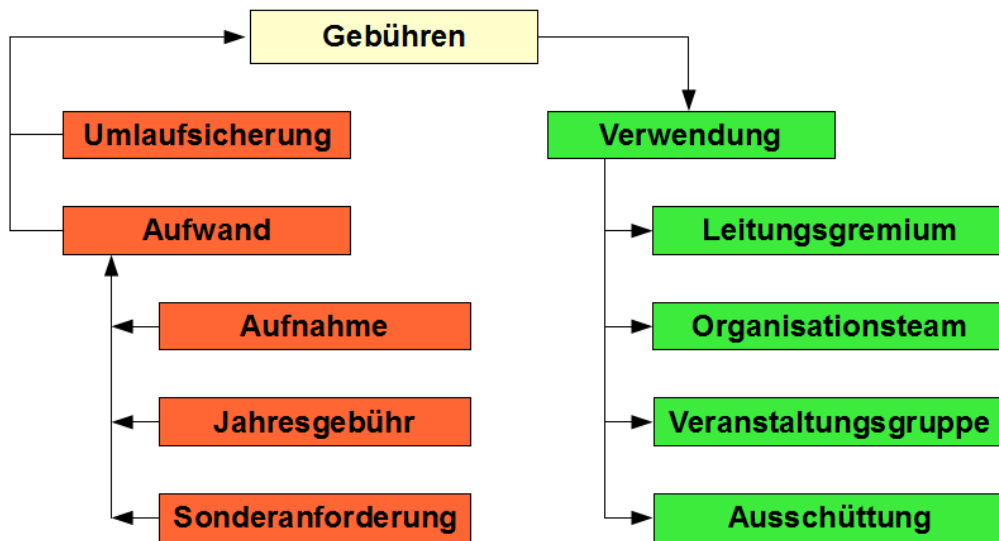 Gebühren
Umlaufsicherung
Verwendung
Aufwand
Leitungsgremium
Aufnahme
Organisationsteam
Jahresgebühr
Veranstaltungsgruppe
Sonderanforderung
Ausschüttung